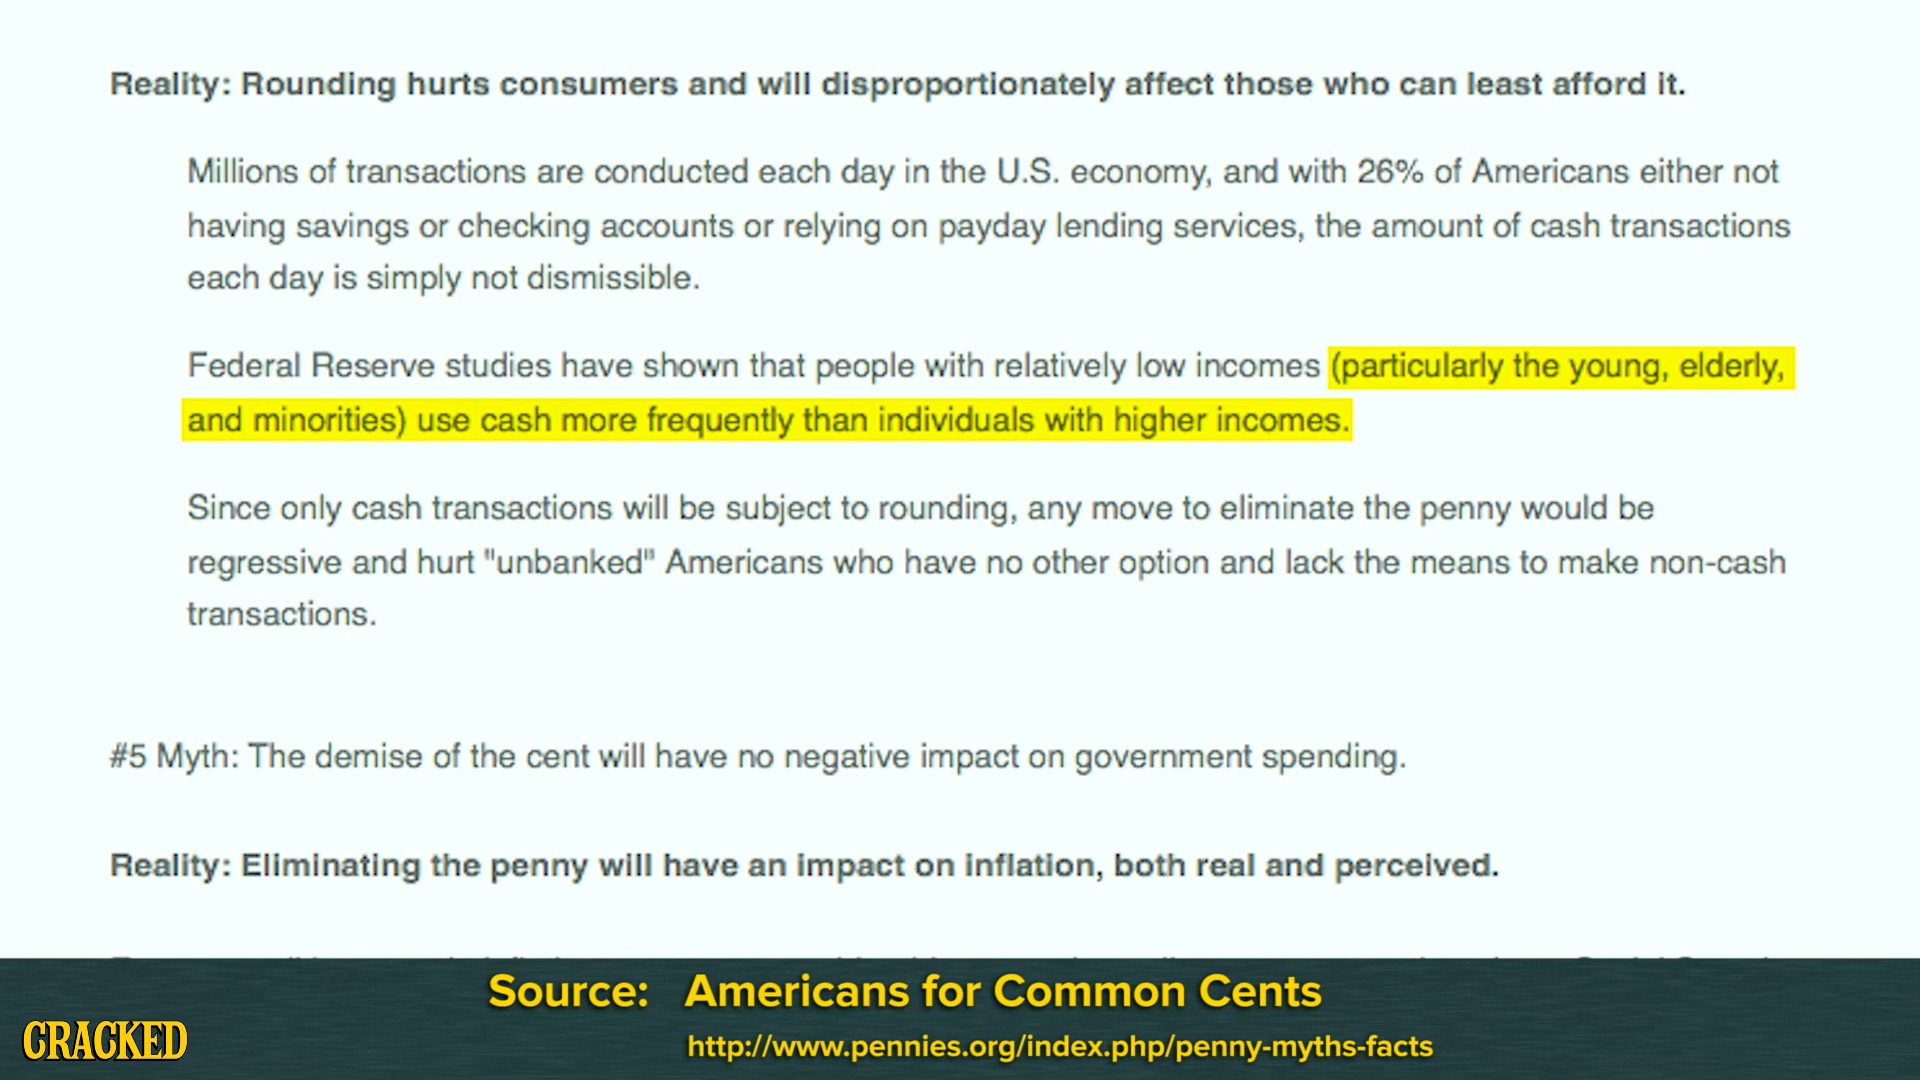 Reality: Rounding hurts consumers and will disproportionately affect those who can least afford it.
Millions of transactions are conducted each day in the U.S. economy, and with 26% of Americans either not
having savings or checking accounts or relying on payday lending services, the amount of cash transactions
each day is simply not dismissible.
Federal Reserve studies have shown that people with relatively low incomes (particularly the young, elderly,
and minorities) use cash more frequently than individuals with higher incomes.
Since only cash transactions will be subject to rounding, any move to eliminate the penny would be
regressive and hurt "unbanked" Americans who have no other option and lack the means to make non-cash
transactions.
#5 Myth: The demise of the cent will have no negative impact on government spending.
Reality: Eliminating the penny will have an impact on inflation, both real and perceived.
Source: Americans for Common Cents
CRACKED
http://www.pennies.org/index.php/penny-myths-facts